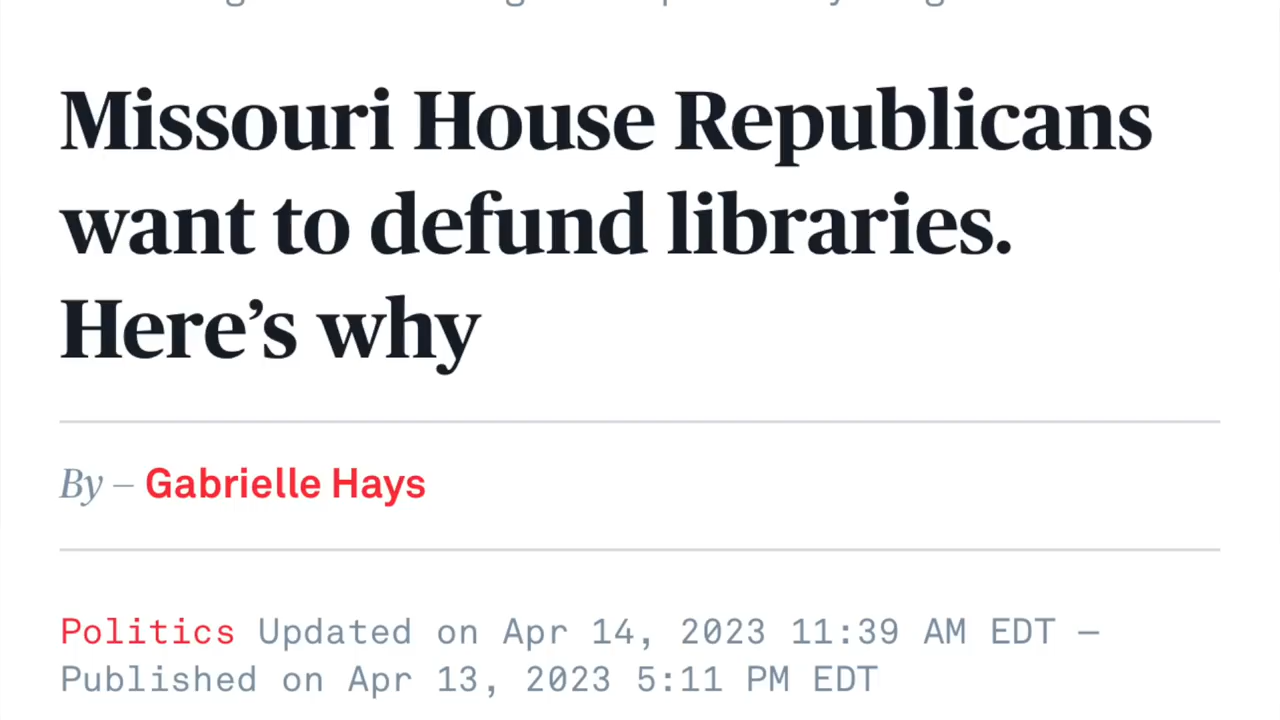 Missouri House Republicans
want to defund libraries.
Here’s why
By — Gabrielle Hays
Politics Updated on Apr 14, 2023 11:39 AM EDT —
Published on Apr 13, 2023 5:11 PM EDT